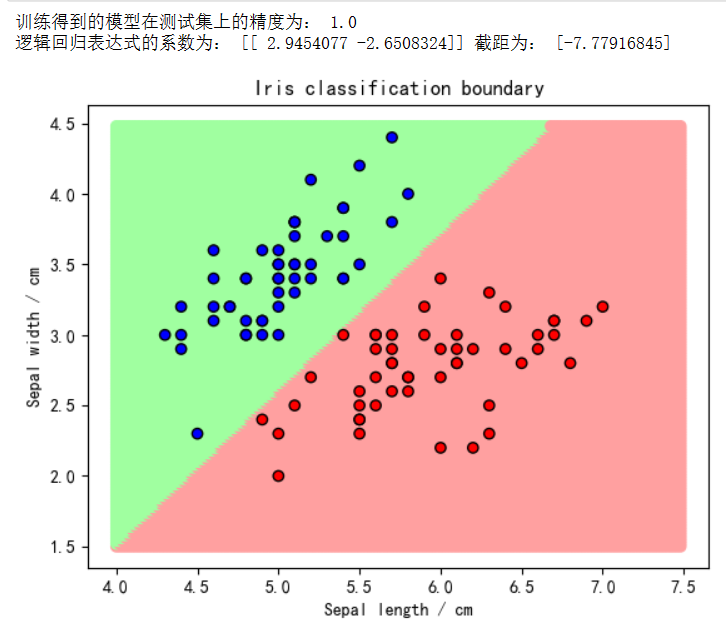 训练得到的模型在测试集上的精度为： 1.0
逻辑回归表达式的系数为： [[ 2.9454077 -2.6508324]] 截距为： [-7.77916845]
Iris classification boundary
4.5
4.0
3.5
3.0
2.5
2.0
1.5
Sepal width / cm
4.0 4.5 5.0 5.5 6.0 6.5 7.0 7.5
Sepal length / cm